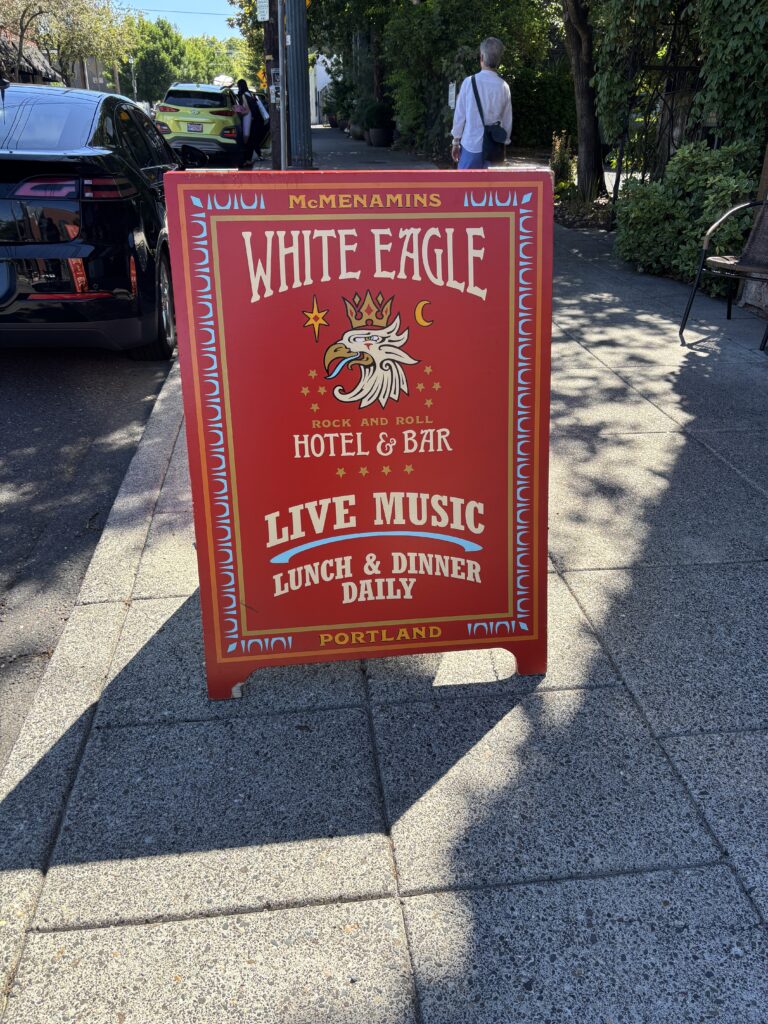 McMENAMINS
WHITE EAGLE
ROCK AND ROLL
HOTEL & BAR
LIVE MUSIC
LUNCH & DINNER
DAILY
PORTLAND